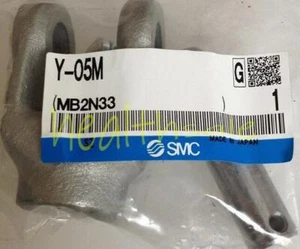 Y-05M
G
(MB2N33 )
1
SMC
MADE IN JAPAN